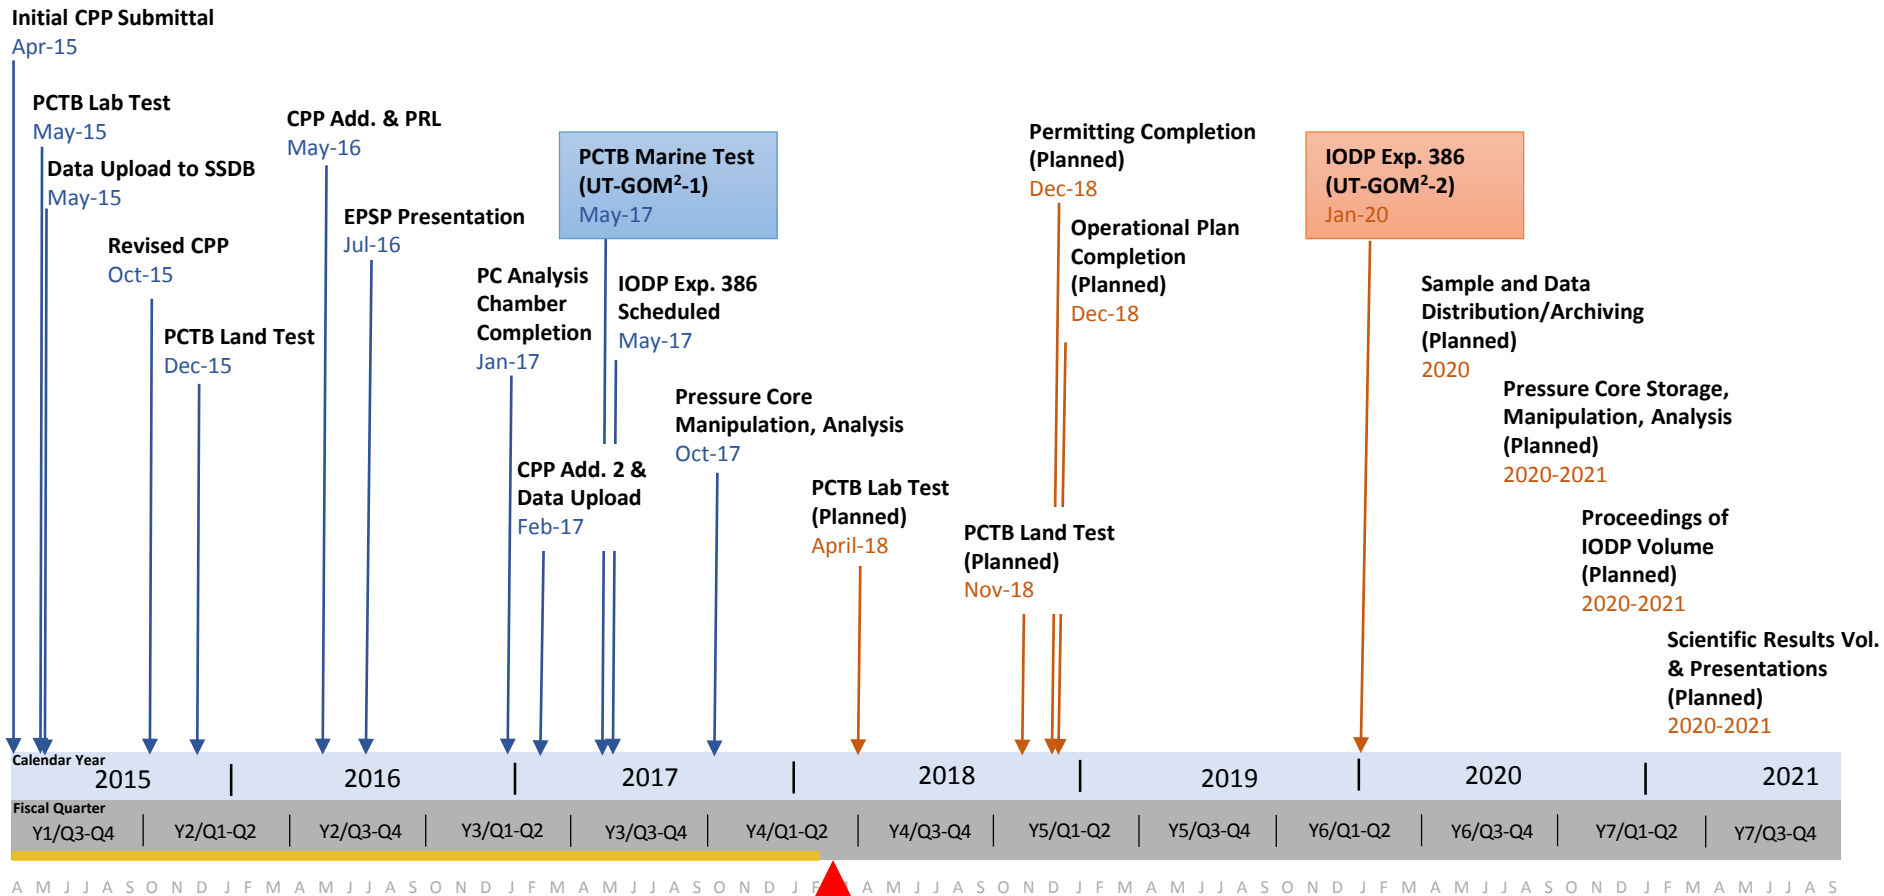 Initial CPP Submittal
Apr-15
PCTB Lab Test
May-15
Data Upload to SSDB
May-15
Revised CPP
Oct-15
PCTB Land Test
Dec-15
CPP Add. & PRL
May-16
EPSP Presentation
Jul-16
PC Analysis
Chamber
Completion
Jan-17
CPP Add. 2 &
Data Upload
Feb-17
PCTB Marine Test
(UT-GOM²-1)
May-17
IODP Exp. 386
Scheduled
May-17
Pressure Core
Manipulation, Analysis
Oct-17
PCTB Lab Test
(Planned)
April-18
PCTB Land Test
(Planned)
Nov-18
Permitting Completion
(Planned)
Dec-18
Operational Plan
Completion
(Planned)
Dec-18
IODP Exp. 386
(UT-GOM²-2)
Jan-20
Sample and Data
Distribution/Archiving
(Planned)
2020
Pressure Core Storage,
Manipulation, Analysis
(Planned)
2020-2021
Proceedings of
IODP Volume
(Planned)
2020-2021
Scientific Results Vol.
& Presentations
(Planned)
2020-2021
Calendar Year
2015 2016 2017 2018 2019 2020 2021
Fiscal Quarter
Y1/Q3-Q4 Y2/Q1-Q2 Y2/Q3-Q4 Y3/Q1-Q2 Y3/Q3-Q4 Y4/Q1-Q2 Y4/Q3-Q4 Y5/Q1-Q2 Y5/Q3-Q4 Y6/Q1-Q2 Y6/Q3-Q4 Y7/Q1-Q2 Y7/Q3-Q4
A M J J A S O N D J F M A M J J A S O N D J F M A M J J A S O N D J F A M J J A S O N D J F M A M J J A S O N D J F M A M J J A S O N D J F M A M J J A S